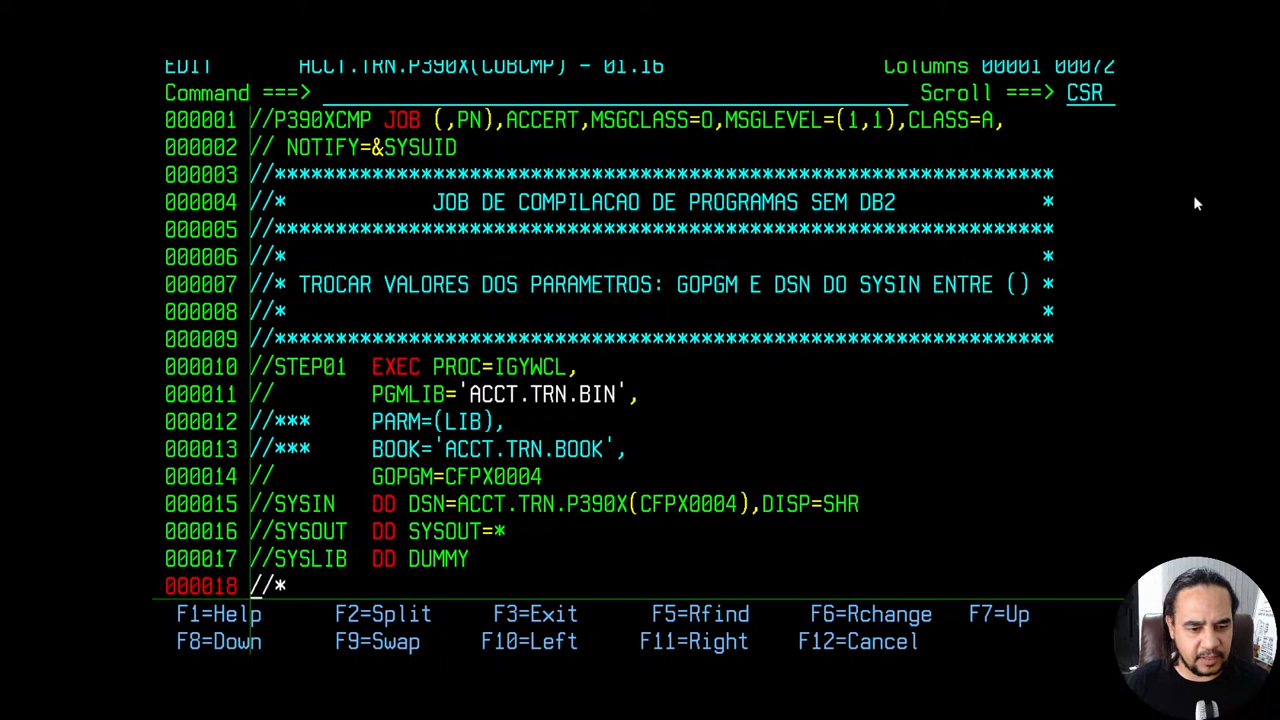 EDIT ACCT.TRN.P390X(COBCMP) - 01.16 Columns 00001 00072
Command ===> Scroll ===> CSR
000001 //P390XCMP JOB (,PN),ACCERT,MSGCLASS=O,MSGLEVEL=(1,1),CLASS=A,
000002 // NOTIFY=&SYSUID
000003 //****************************************************************
000004 //* JOB DE COMPILACAO DE PROGRAMAS SEM DB2 *
000005 //****************************************************************
000006 //* *
000007 //* TROCAR VALORES DOS PARAMETROS: GOPGM E DSN DO SYSIN ENTRE () *
000008 //* *
000009 //****************************************************************
000010 //STEP01 EXEC PROC=IGYWCL,
000011 // PGMLIB='ACCT.TRN.BIN',
000012 //*** PARM=(LIB),
000013 //*** BOOK='ACCT.TRN.BOOK',
000014 // GOPGM=CFPX0004
000015 //SYSIN DD DSN=ACCT.TRN.P390X(CFPX0004),DISP=SHR
000016 //SYSOUT DD SYSOUT=*
000017 //SYSLIB DD DUMMY
000018 //*
F1=Help F2=Split F3=Exit F5=Rfind F6=Rchange F7=Up
F8=Down F9=Swap F10=Left F11=Right F12=Cancel